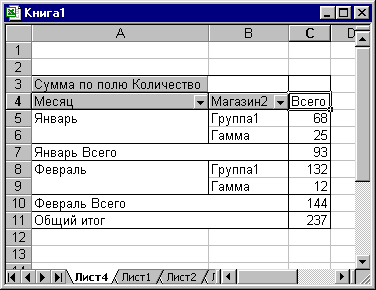 Книга1
A B C D
1
2
3 Сумма по полю Количество
4 Месяц Магазин2 Всего
5 Январь Группа1 68
6 Гамма 25
7 Январь Всего 93
8 Февраль Группа1 132
9 Гамма 12
10 Февраль Всего 144
11 Общий итог 237
12
13
14
Лист4 Лист1 Лист2